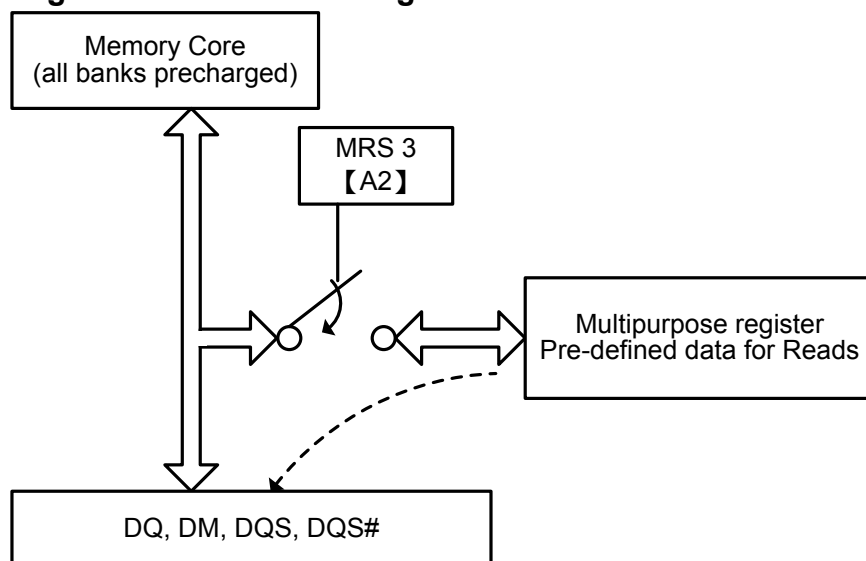 Memory Core
(all banks precharged)
MRS 3
【A2】
Multipurpose register
Pre-defined data for Reads
DQ, DM, DQS, DQS#